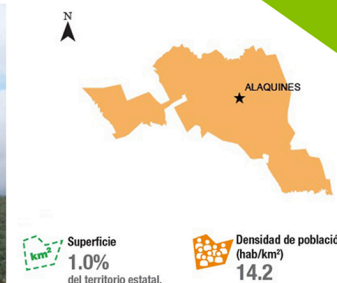 N
ALAQUINES
km²
Superficie
1.0%
del territorio estatal.
Densidad de població
(hab/km²)
14.2